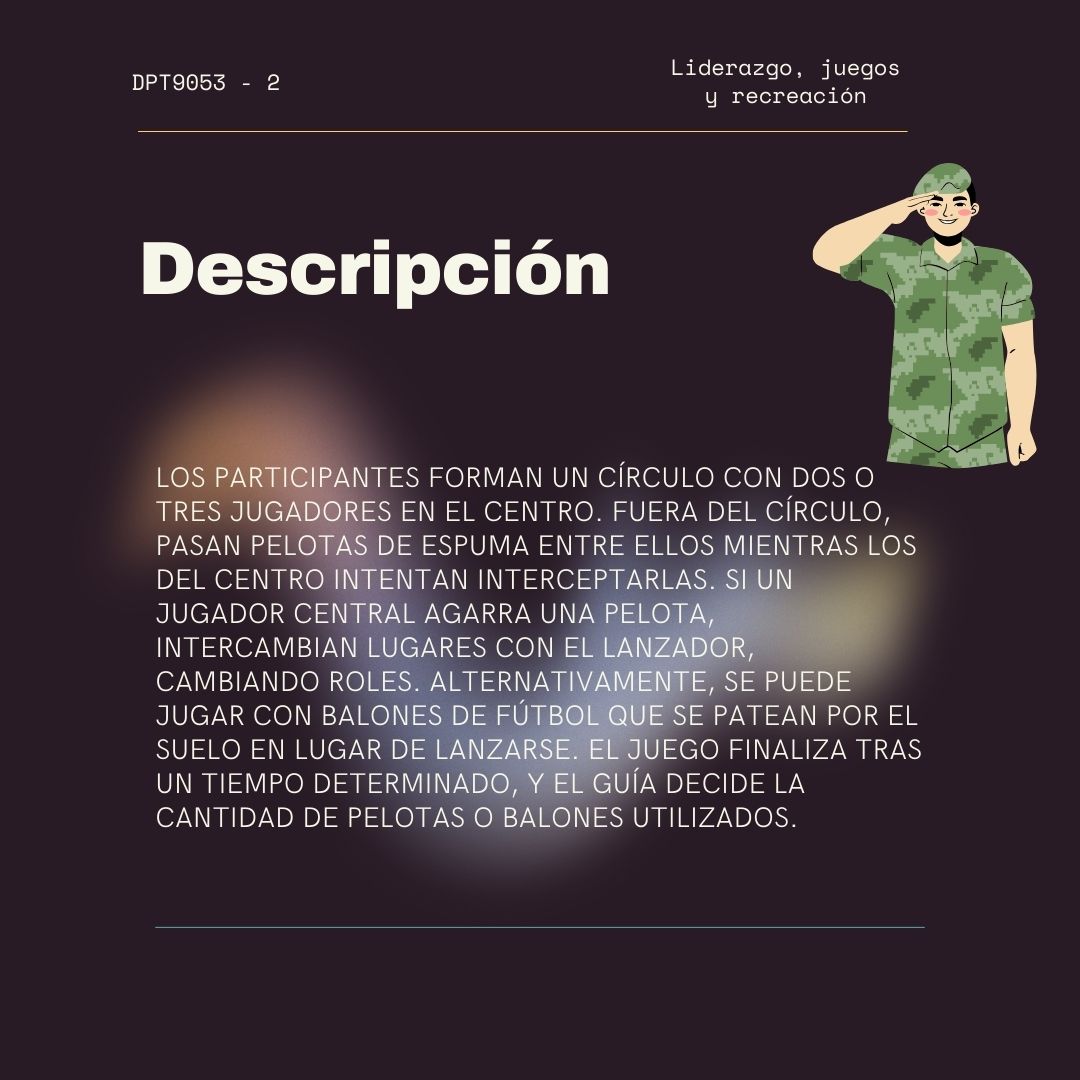 DPT9053 - 2
Liderazgo, juegos
y recreación
Descripción
LOS PARTICIPANTES FORMAN UN CÍRCULO CON DOS O
TRES JUGADORES EN EL CENTRO. FUERA DEL CÍRCULO,
PASAN PELOTAS DE ESPUMA ENTRE ELLOS MIENTRAS LOS
DEL CENTRO INTENTAN INTERCEPTARLAS. SI UN
JUGADOR CENTRAL AGARRA UNA PELOTA,
INTERCAMBIAN LUGARES CON EL LANZADOR,
CAMBIANDO ROLES. ALTERNATIVAMENTE, SE PUEDE
JUGAR CON BALONES DE FÚTBOL QUE SE PATEAN POR EL
SUELO EN LUGAR DE LANZARSE. EL JUEGO FINALIZA TRAS
UN TIEMPO DETERMINADO, Y EL GUÍA DECIDE LA
CANTIDAD DE PELOTAS O BALONES UTILIZADOS.